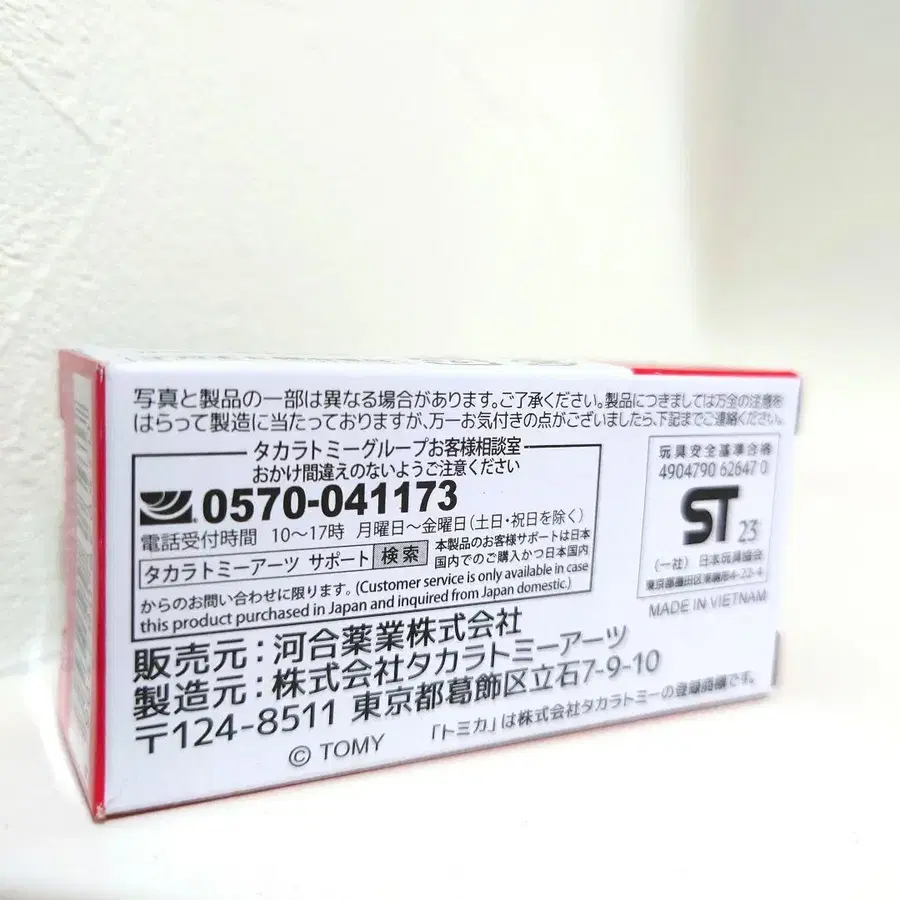 写真と製品の一部は異なる場合があります。ご了承ください。製品につきましては万全の注意を
はらって製造に当たっておりますが、万一お気付きの点がございましたら、下記までご連絡ください。
タカラトミーグループお客様相談室
おかけ間違えのないようご注意ください
0570-041173
電話受付時間 10～17時 月曜日～金曜日(土日・祝日を除く)
タカラトミーアーツ サポート 検索
本製品のお客様サポートは日本
国内でのご購入かつ日本国内
からのお問い合わせに限ります。(Customer service is only available in case
this product purchased in Japan and inquired from Japan domestic.)
玩具安全基準合格
4904790 62647 0
ST 23
(一社) 日本玩具協会
東京都墨田区東駒形4-22-4
MADE IN VIETNAM
販売元:河合薬業株式会社
製造元:株式会社タカラトミーアーツ
〒124-8511 東京都葛飾区立石7-9-10
© TOMY 「トミカ」は株式会社タカラトミーの登録商標です。